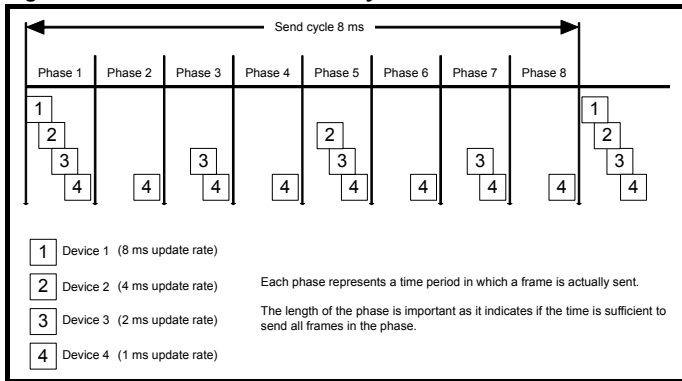 Send cycle 8 ms
Phase 1 Phase 2 Phase 3 Phase 4 Phase 5 Phase 6 Phase 7 Phase 8
1 1
2 2 2
3 3 3 3 3
4 4 4 4 4 4 4 4 4
1 Device 1 (8 ms update rate)
2 Device 2 (4 ms update rate)
Each phase represents a time period in which a frame is actually sent.
3 Device 3 (2 ms update rate)
The length of the phase is important as it indicates if the time is sufficient to
send all frames in the phase.
4 Device 4 (1 ms update rate)